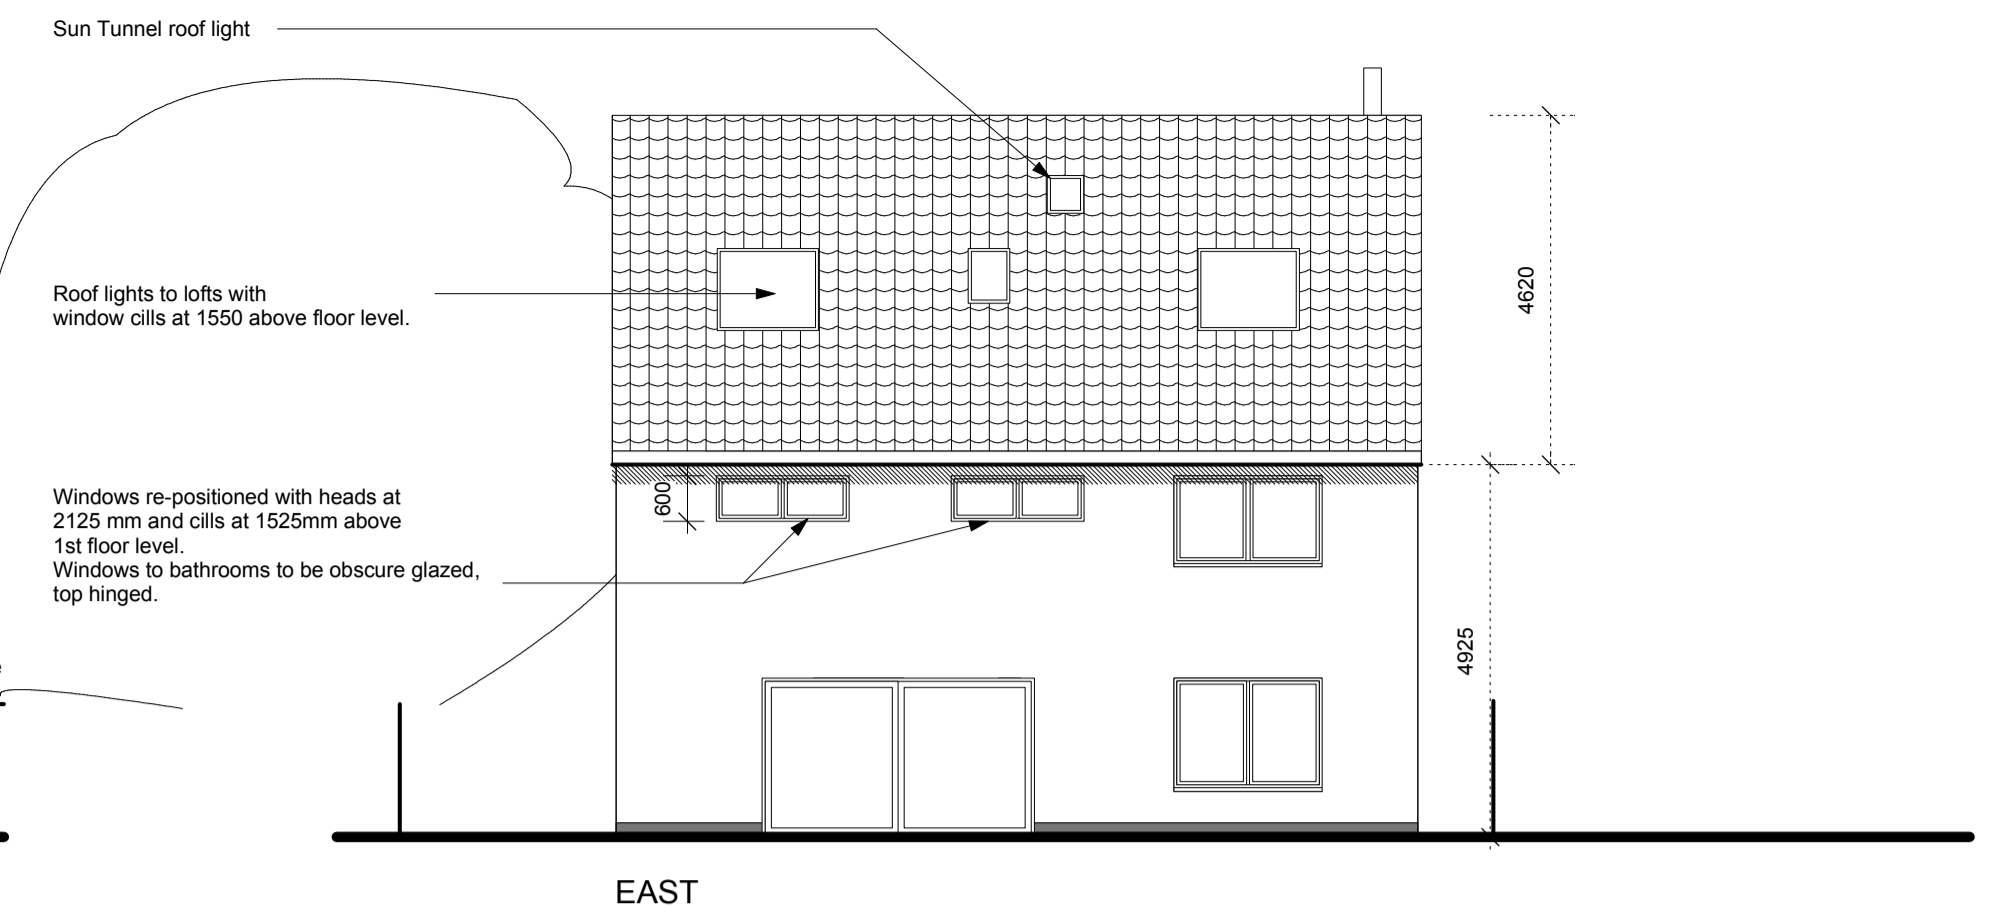 Sun Tunnel roof light
Roof lights to lofts with
window cills at 1550 above floor level.
4620
Windows re-positioned with heads at
2125 mm and cills at 1525mm above
1st floor level.
Windows to bathrooms to be obscure glazed,
top hinged.
600
4925
EAST